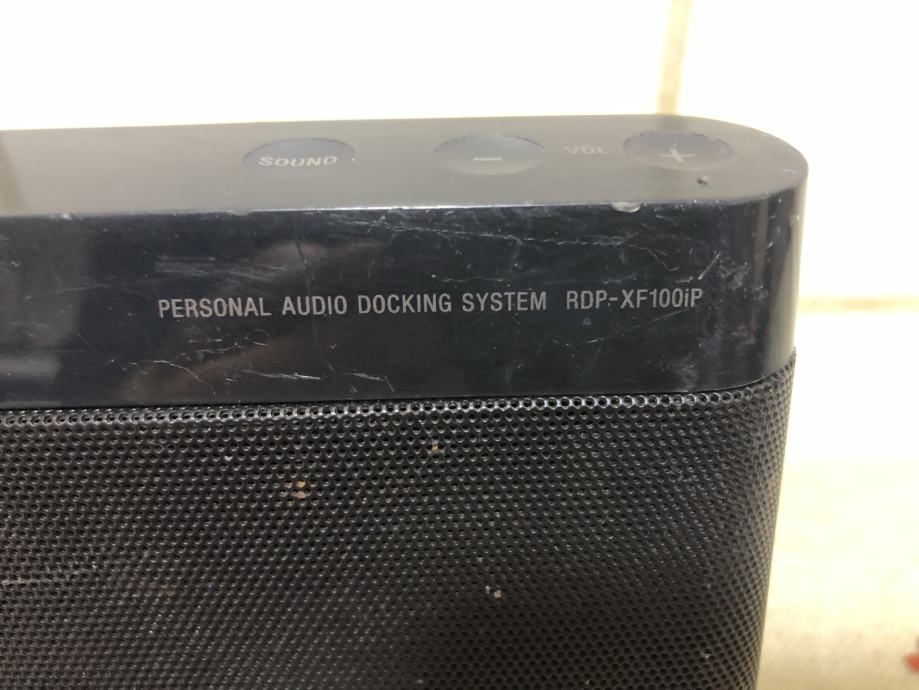 SOUND − VOL +
PERSONAL AUDIO DOCKING SYSTEM RDP-XF100iP